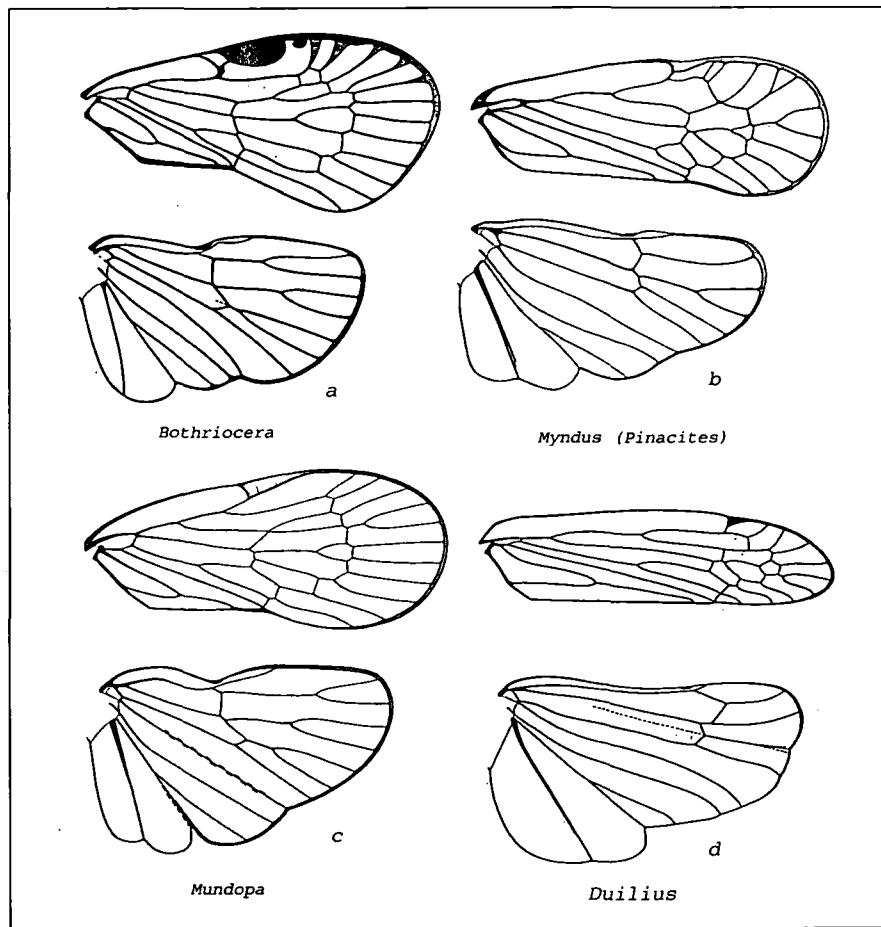 a
b
Bothriocera
Myndus (Pinacites)
c
d
Mundopa
Duilius